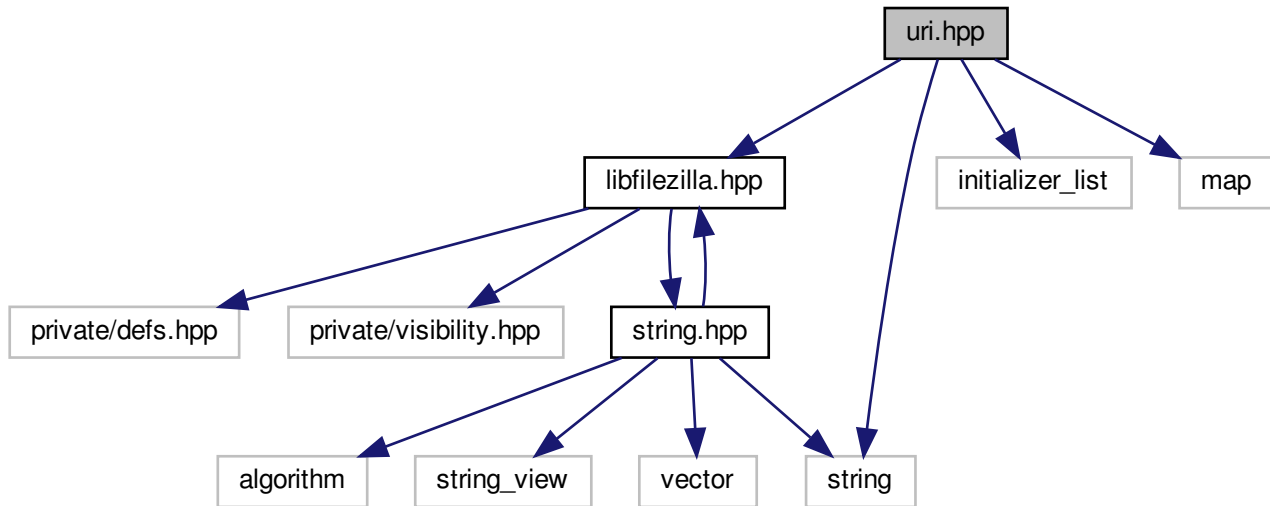 uri.hpp
libfilezilla.hpp
initializer_list
map
private/defs.hpp
private/visibility.hpp
string.hpp
algorithm
string_view
vector
string